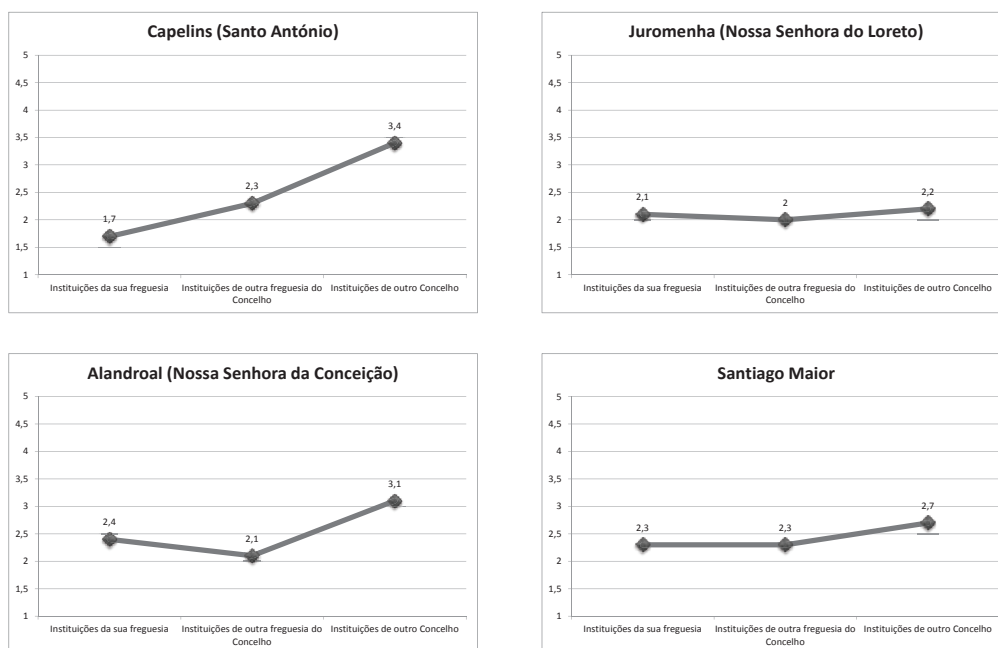 Capelins (Santo António)
5
4,5
4
3,5
3
2,5
2
1,5
1
1,7
2,3
3,4
Instituições da sua freguesia
Instituições de outra freguesia do
Concelho
Instituições de outro Concelho
Juromenha (Nossa Senhora do Loreto)
5
4,5
4
3,5
3
2,5
2
1,5
1
2,1
2
2,2
Instituições da sua freguesia
Instituições de outra freguesia do
Concelho
Instituições de outro Concelho
Alandroal (Nossa Senhora da Conceição)
5
4,5
4
3,5
3
2,5
2
1,5
1
2,4
2,1
3,1
Instituições da sua freguesia
Instituições de outra freguesia do
Concelho
Instituições de outro Concelho
Santiago Maior
5
4,5
4
3,5
3
2,5
2
1,5
1
2,3
2,3
2,7
Instituições da sua freguesia
Instituições de outra freguesia do
Concelho
Instituições de outro Concelho